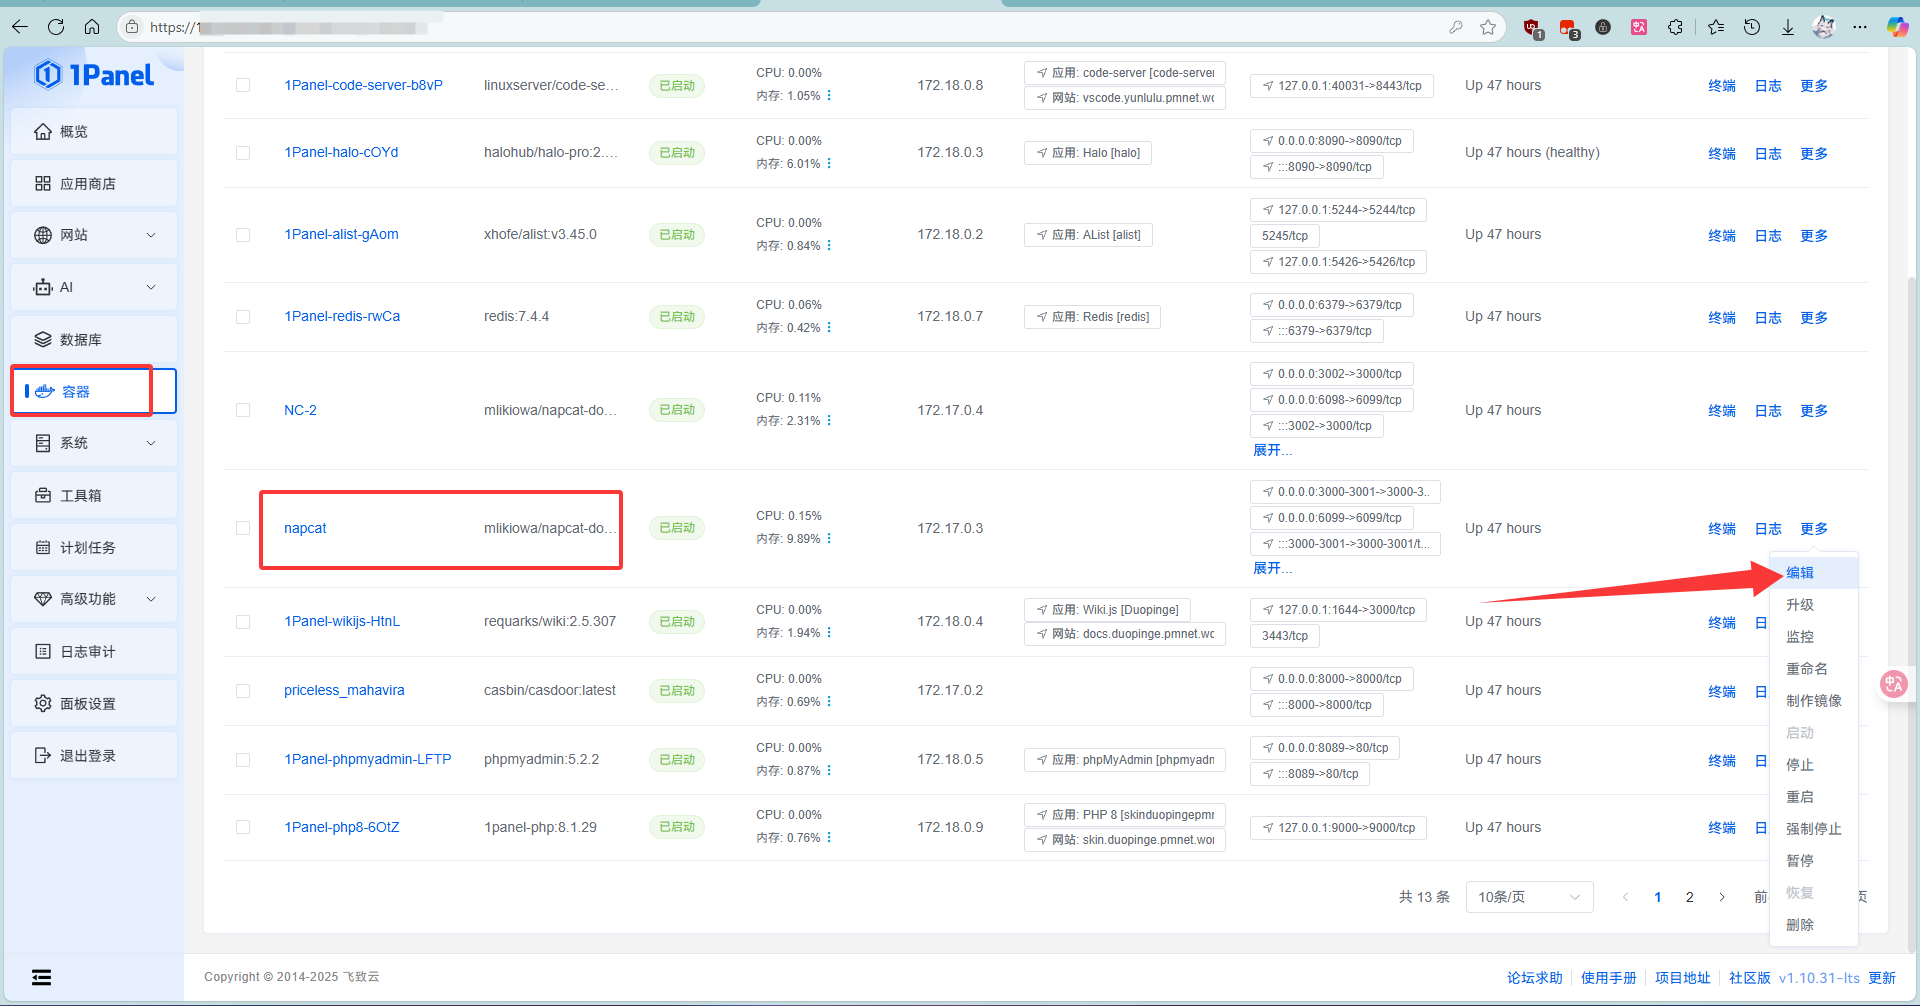 https://1
1
3
1Panel
概览
应用商店
网站
AI
数据库
容器
系统
工具箱
计划任务
高级功能
日志审计
面板设置
退出登录
1Panel-code-server-b8vP
linuxserver/code-se...
已启动
CPU: 0.00%
内存: 1.05%
172.18.0.8
应用: code-server [code-server
网站: vscode.yunlulu.pmnet.wc
127.0.0.1:40031->8443/tcp
Up 47 hours
终端 日志 更多
1Panel-halo-cOYd
halohub/halo-pro:2....
已启动
CPU: 0.00%
内存: 6.01%
172.18.0.3
应用: Halo [halo]
0.0.0.0:8090->8090/tcp
:::8090->8090/tcp
Up 47 hours (healthy)
终端 日志 更多
1Panel-alist-gAom
xhofe/alist:v3.45.0
已启动
CPU: 0.00%
内存: 0.84%
172.18.0.2
应用: AList [alist]
127.0.0.1:5244->5244/tcp
5245/tcp
127.0.0.1:5426->5426/tcp
Up 47 hours
终端 日志 更多
1Panel-redis-rwCa
redis:7.4.4
已启动
CPU: 0.06%
内存: 0.42%
172.18.0.7
应用: Redis [redis]
0.0.0.0:6379->6379/tcp
:::6379->6379/tcp
Up 47 hours
终端 日志 更多
NC-2
mlikiowa/napcat-do...
已启动
CPU: 0.11%
内存: 2.31%
172.17.0.4
0.0.0.0:3002->3000/tcp
0.0.0.0:6098->6099/tcp
:::3002->3000/tcp
展开...
Up 47 hours
终端 日志 更多
napcat
mlikiowa/napcat-do...
已启动
CPU: 0.15%
内存: 9.89%
172.17.0.3
0.0.0.0:3000-3001->3000-3..
0.0.0.0:6099->6099/tcp
:::3000-3001->3000-3001/t...
展开...
Up 47 hours
终端 日志 更多
1Panel-wikijs-HtnL
requarks/wiki:2.5.307
已启动
CPU: 0.00%
内存: 1.94%
172.18.0.4
应用: Wiki.js [Duopinge]
网站: docs.duopinge.pmnet.wc
127.0.0.1:1644->3000/tcp
3443/tcp
Up 47 hours
终端 日
priceless_mahavira
casbin/casdoor:latest
已启动
CPU: 0.00%
内存: 0.69%
172.17.0.2
0.0.0.0:8000->8000/tcp
:::8000->8000/tcp
Up 47 hours
终端 日
1Panel-phpmyadmin-LFTP
phpmyadmin:5.2.2
已启动
CPU: 0.00%
内存: 0.87%
172.18.0.5
应用: phpMyAdmin [phpmyadn
0.0.0.0:8089->80/tcp
:::8089->80/tcp
Up 47 hours
终端 日
1Panel-php8-6OtZ
1panel-php:8.1.29
已启动
CPU: 0.00%
内存: 0.76%
172.18.0.9
应用: PHP 8 [skinduopingepmr
网站: skin.duopinge.pmnet.wor
127.0.0.1:9000->9000/tcp
Up 47 hours
终端 日
编辑
升级
监控
重命名
制作镜像
启动
停止
重启
强制停止
暂停
恢复
删除
共 13 条
10条/页
1
2
前
页
Copyright © 2014-2025 飞致云
论坛求助 使用手册 项目地址 社区版 v1.10.31-lts 更新